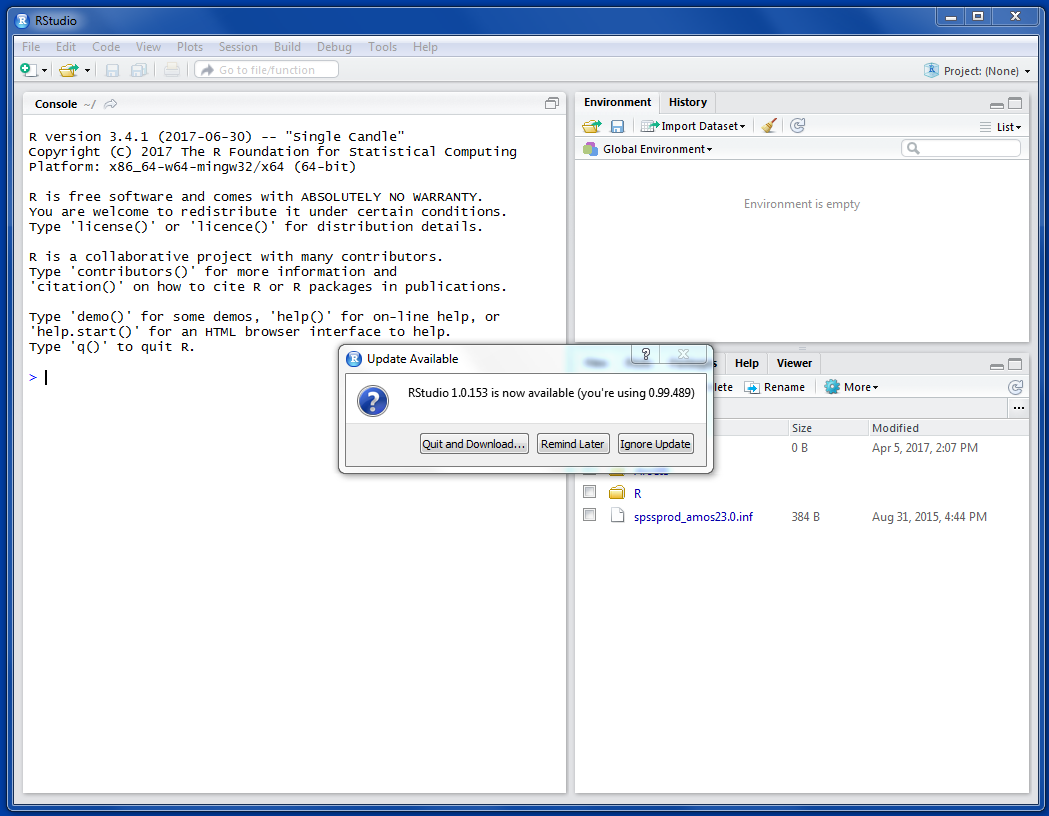 RStudio
File Edit Code View Plots Session Build Debug Tools Help
Go to file/function
Project: (None)
Console ~/
R version 3.4.1 (2017-06-30) -- "Single Candle"
Copyright (C) 2017 The R Foundation for Statistical Computing
Platform: x86_64-w64-mingw32/x64 (64-bit)
R is free software and comes with ABSOLUTELY NO WARRANTY.
You are welcome to redistribute it under certain conditions.
Type 'license()' or 'licence()' for distribution details.
R is a collaborative project with many contributors.
Type 'contributors()' for more information and
'citation()' on how to cite R or R packages in publications.
Type 'demo()' for some demos, 'help()' for on-line help, or
'help.start()' for an HTML browser interface to help.
Type 'q()' to quit R.
>
Environment History
Import Dataset
List
Global Environment
Environment is empty
Help Viewer
Rename More
Size Modified
0 B Apr 5, 2017, 2:07 PM
R
spssprod_amos23.0.inf 384 B Aug 31, 2015, 4:44 PM
Update Available
?
RStudio 1.0.153 is now available (you're using 0.99.489)
Quit and Download... Remind Later Ignore Update